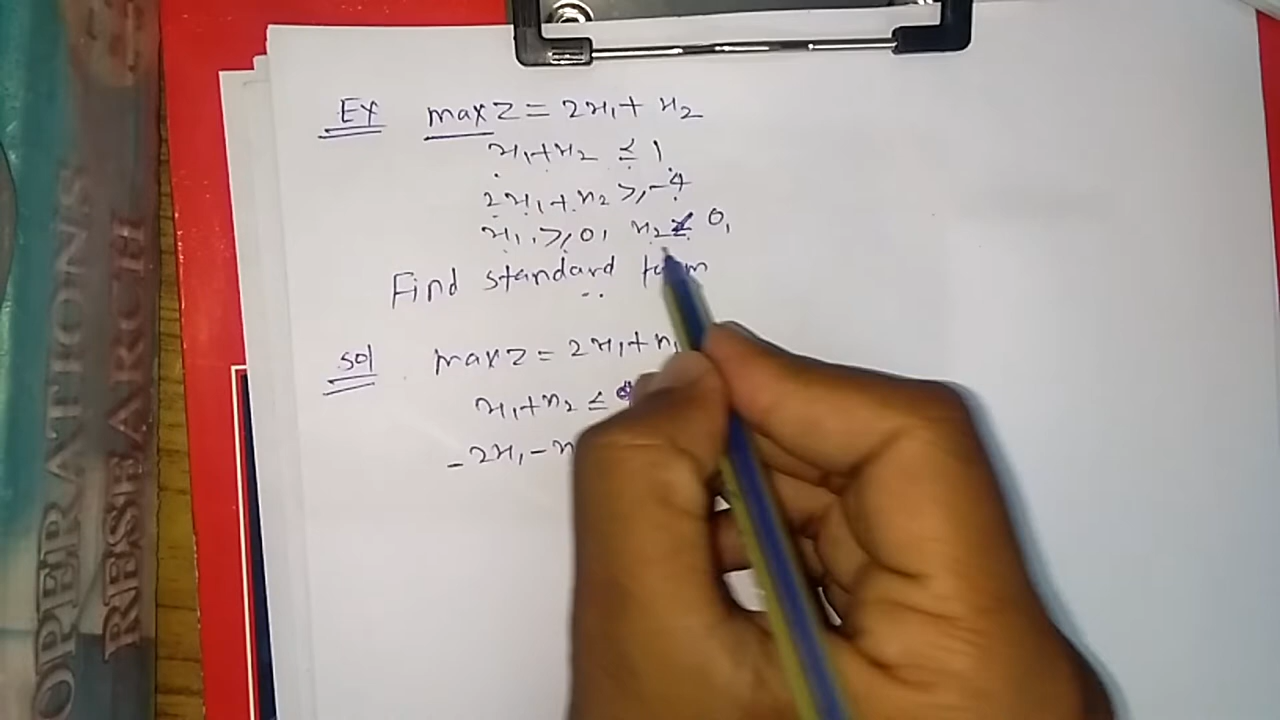 OPERATIONS
RESEARCH
Ex max Z = 2x₁ + x₂
x₁ + x₂ ≤ 1
2x₁ + x₂ ≥ -4
x₁ ≥ 0, x₂ 0,
Find standard form
Sol max Z = 2x₁ + x₁
x₁ + x₂ ≤
-2x₁ - x